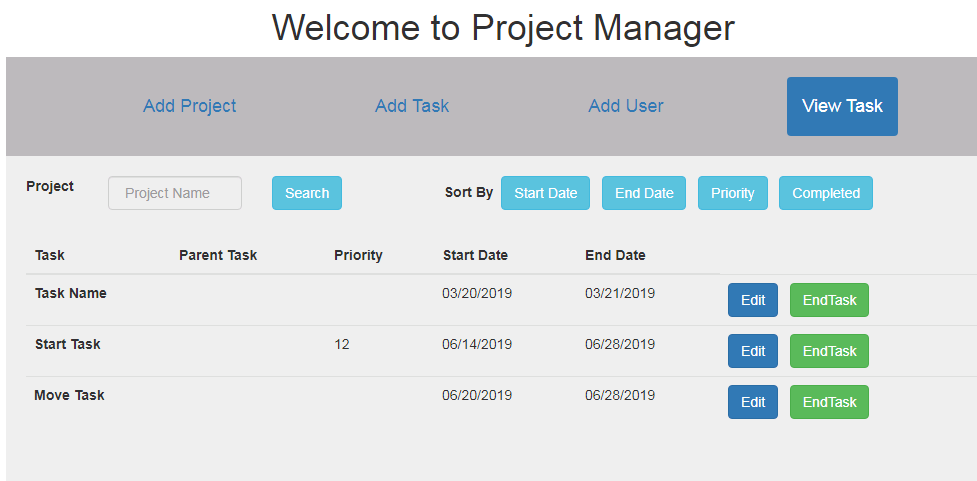 Welcome to Project Manager
Add Project Add Task Add User View Task
Project Project Name Search Sort By Start Date End Date Priority Completed
Task Parent Task Priority Start Date End Date
Task Name 03/20/2019 03/21/2019 Edit EndTask
Start Task 12 06/14/2019 06/28/2019 Edit EndTask
Move Task 06/20/2019 06/28/2019 Edit EndTask